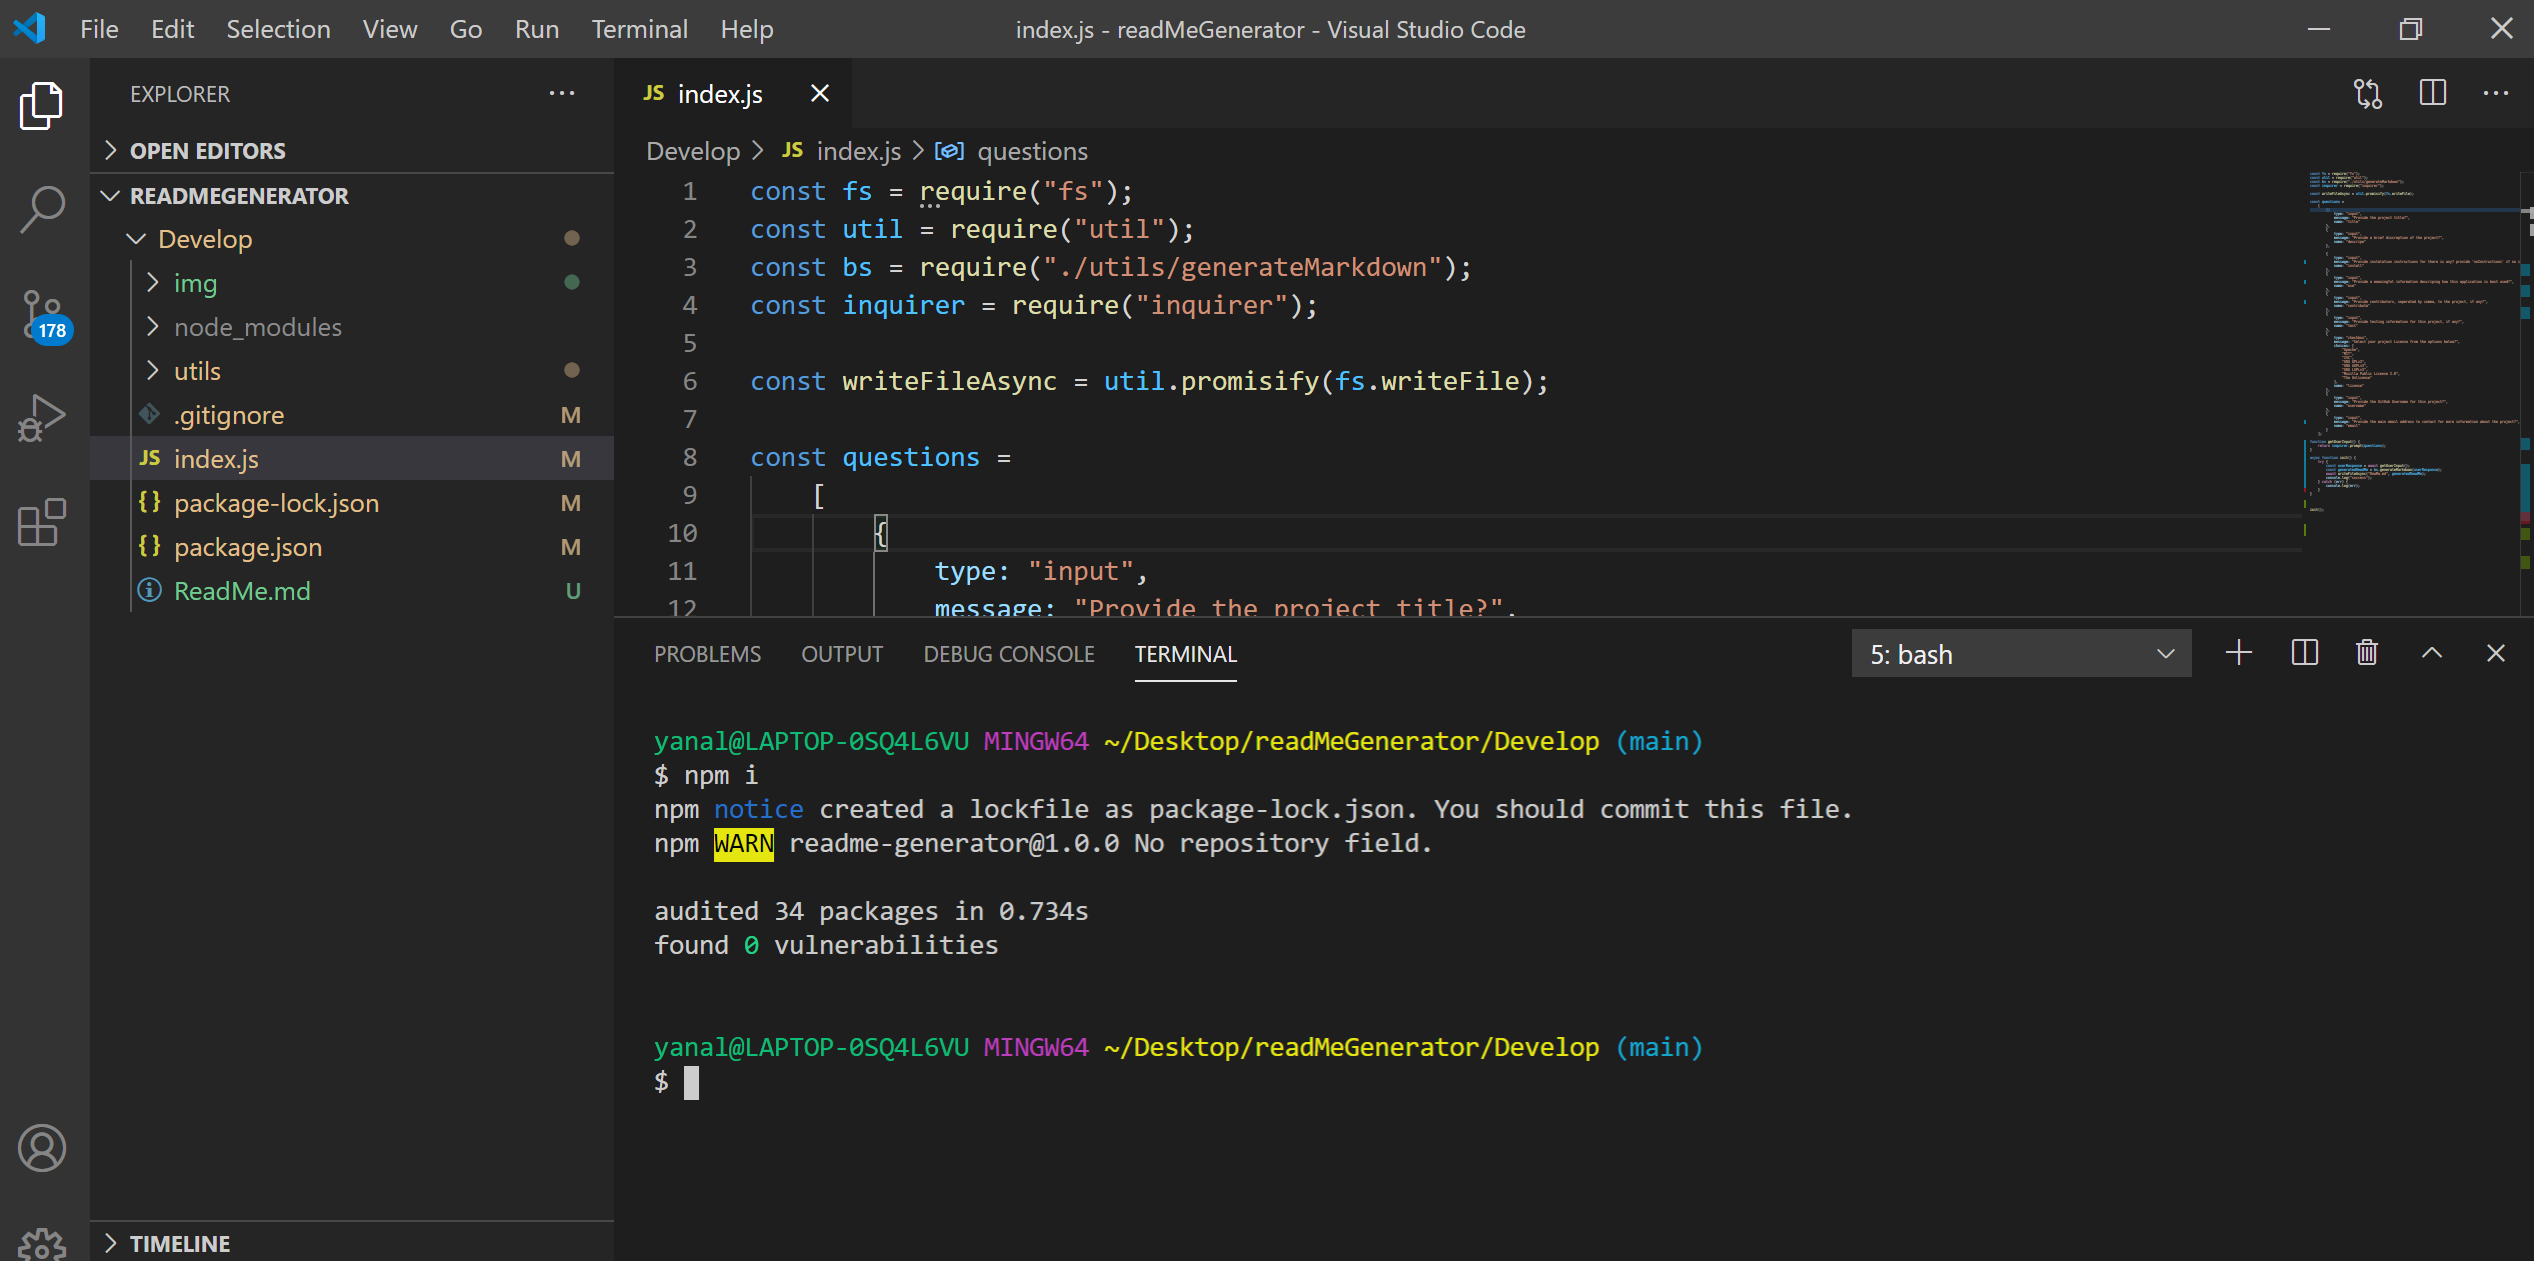 File Edit Selection View Go Run Terminal Help
index.js - readMeGenerator - Visual Studio Code
EXPLORER
OPEN EDITORS
READMEGENERATOR
Develop
img
node_modules
utils
.gitignore M
JS index.js M
{} package-lock.json M
{} package.json M
ReadMe.md U
178
TIMELINE
JS index.js
Develop > JS index.js > questions
1 const fs = require("fs");
2 const util = require("util");
3 const bs = require("./utils/generateMarkdown");
4 const inquirer = require("inquirer");
5
6 const writeFileAsync = util.promisify(fs.writeFile);
7
8 const questions =
9 [
10 {
11 type: "input",
12 message: "Provide the project title?",
PROBLEMS OUTPUT DEBUG CONSOLE TERMINAL
5: bash
yanal@LAPTOP-0SQ4L6VU MINGW64 ~/Desktop/readMeGenerator/Develop (main)
$ npm i
npm notice created a lockfile as package-lock.json. You should commit this file.
npm WARN readme-generator@1.0.0 No repository field.
audited 34 packages in 0.734s
found 0 vulnerabilities
yanal@LAPTOP-0SQ4L6VU MINGW64 ~/Desktop/readMeGenerator/Develop (main)
$